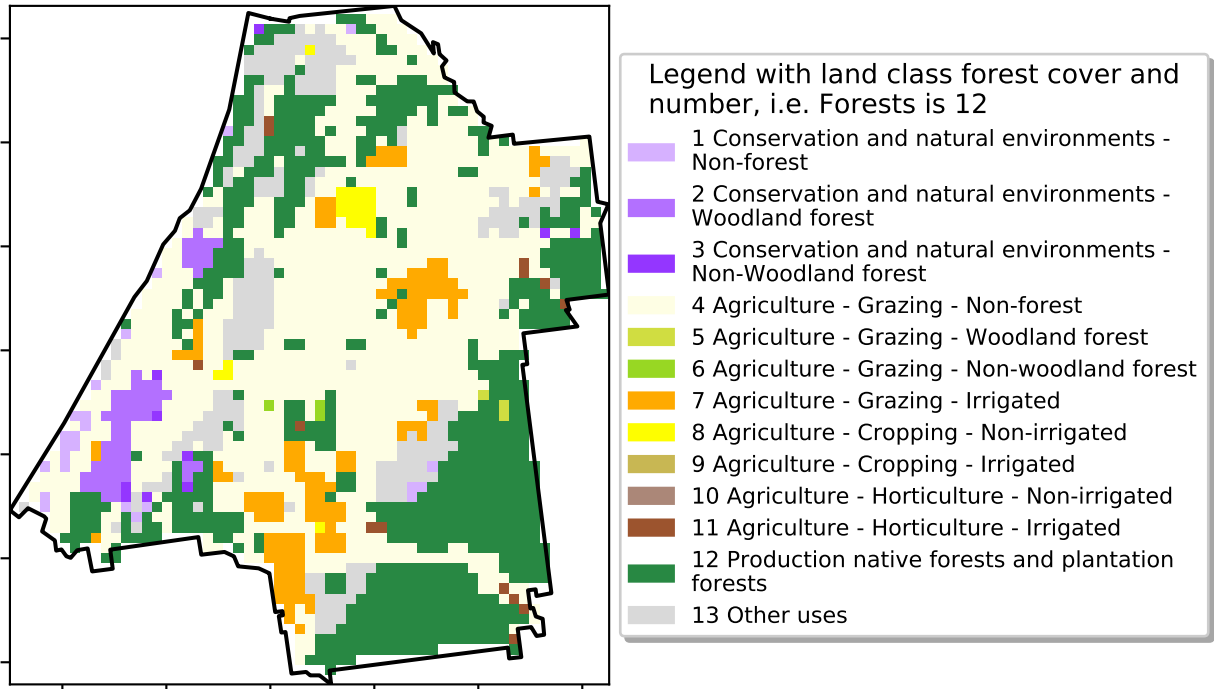 Legend with land class forest cover and
number, i.e. Forests is 12
1 Conservation and natural environments -
Non-forest
2 Conservation and natural environments -
Woodland forest
3 Conservation and natural environments -
Non-Woodland forest
4 Agriculture - Grazing - Non-forest
5 Agriculture - Grazing - Woodland forest
6 Agriculture - Grazing - Non-woodland forest
7 Agriculture - Grazing - Irrigated
8 Agriculture - Cropping - Non-irrigated
9 Agriculture - Cropping - Irrigated
10 Agriculture - Horticulture - Non-irrigated
11 Agriculture - Horticulture - Irrigated
12 Production native forests and plantation
forests
13 Other uses